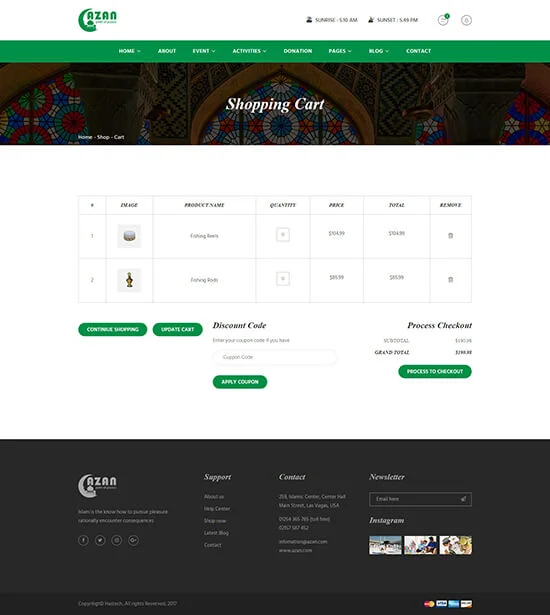 AZAN
SUNRISE : 5.10 AM
SUNSET : 5.49 PM
HOME
ABOUT
EVENT
ACTIVITIES
DONATION
PAGES
BLOG
CONTACT
Shopping Cart
Home - Shop - Cart
# IMAGE PRODUCT NAME QUANTITY PRICE TOTAL REMOVE
1 Fishing Reels 0 $104.99 $104.99
2 Fishing Rods 0 $85.99 $85.99
CONTINUE SHOPPING
UPDATE CART
Discount Code
Enter your coupon code if you have
Cuppon Code
APPLY COUPON
Process Checkout
SUBTOTAL $190.98
GRAND TOTAL $190.98
PROCESS TO CHECKOUT
AZAN
Islam is the know how to pursue pleasure
rationally encounter consequences
Support
About us
Help Center
Shop now
Latest Blog
Contact
Contact
258, Islamic Center, Center Hall
Main Street, Las Vegas, USA
01254 365 785 (toll free)
02157 587 452
infomation@azan.com
www.azan.com
Newsletter
Email here
Instagram
Copyright© Hastech, All rights Reserved, 2017
VISA